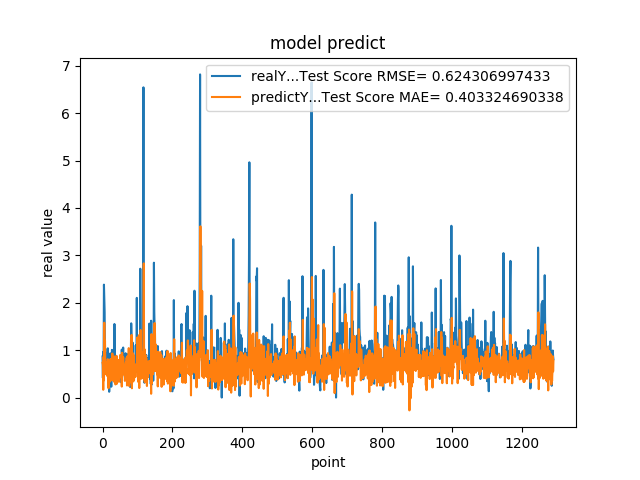 model predict
realY...Test Score RMSE= 0.624306997433
predictY...Test Score MAE= 0.403324690338
real value
7
6
5
4
3
2
1
0
0 200 400 600 800 1000 1200
point